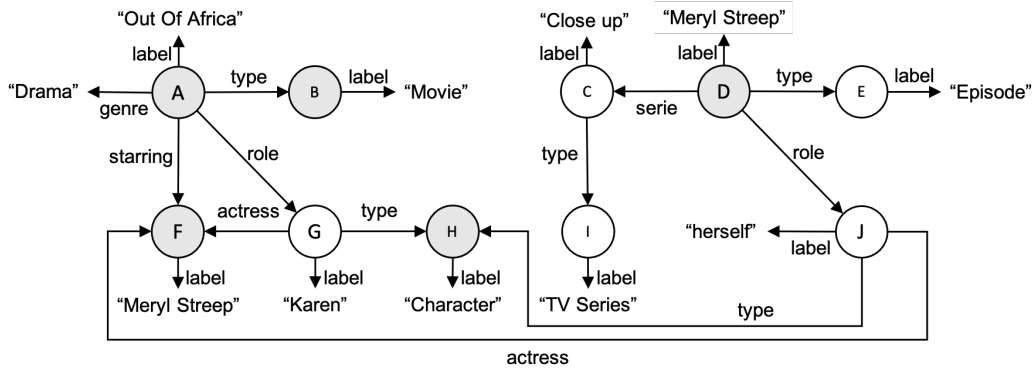 “Out Of Africa”
“Close up”
“Meryl Streep”
label
label
label
“Drama”
A
type
B
label
“Movie”
C
D
type
E
label
“Episode”
genre
serie
starring
role
type
role
F
actress
G
type
H
I
“herself”
label
J
label
label
label
label
“Meryl Streep”
“Karen”
“Character”
“TV Series”
type
actress